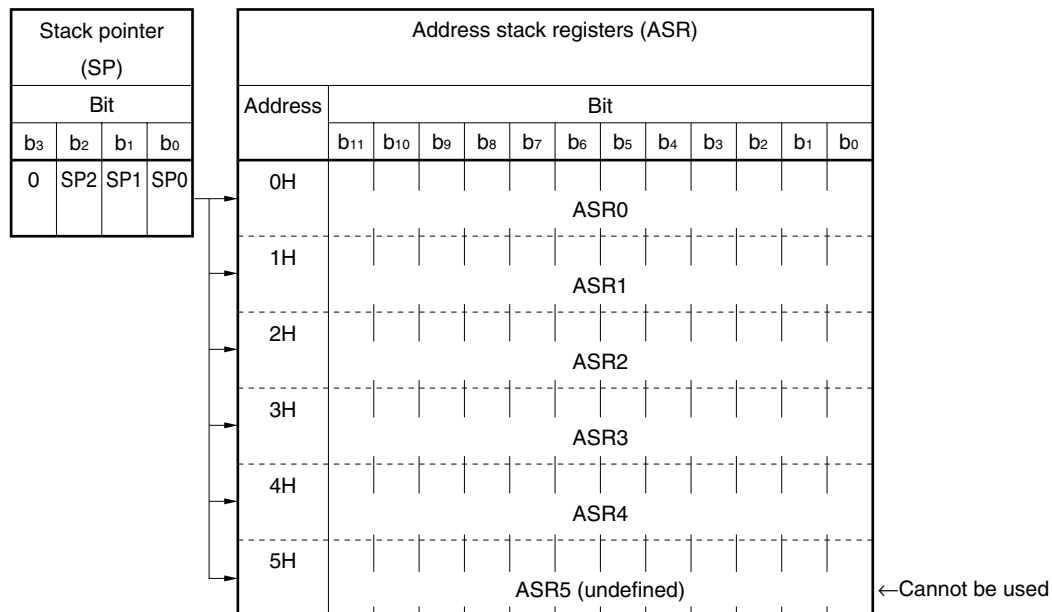 Stack pointer
(SP)
Bit
b3 b2 b1 b0
0 SP2 SP1 SP0
Address stack registers (ASR)
Address Bit
b11 b10 b9 b8 b7 b6 b5 b4 b3 b2 b1 b0
0H
ASR0
1H
ASR1
2H
ASR2
3H
ASR3
4H
ASR4
5H
ASR5 (undefined) ←Cannot be used